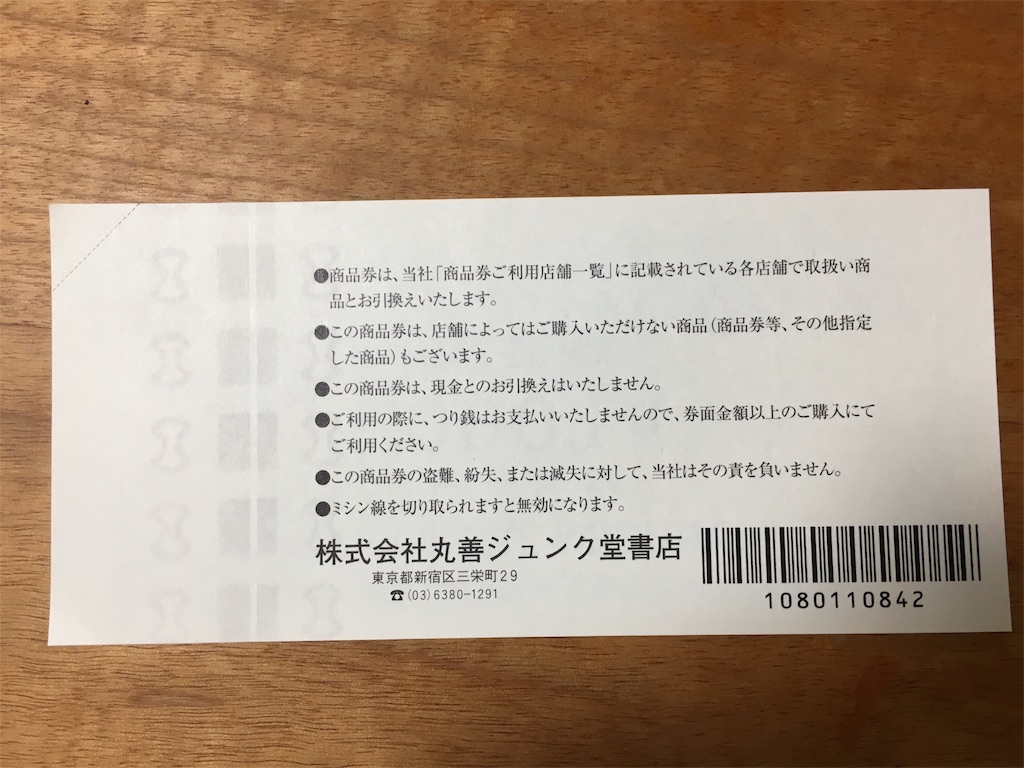 ●商品券は、当社「商品券ご利用店舗一覧」に記載されている各店舗で取扱い商
品とお引換えいたします。
●この商品券は、店舗によってはご購入いただけない商品(商品券等、その他指定
した商品)もございます。
●この商品券は、現金とのお引換えはいたしません。
●ご利用の際に、つり銭はお支払いいたしませんので、券面金額以上のご購入にて
ご利用ください。
●この商品券の盗難、紛失、または滅失に対して、当社はその責を負いません。
●ミシン線を切り取られますと無効になります。
株式会社丸善ジュンク堂書店
東京都新宿区三栄町29
☎(03)6380-1291
1080110842